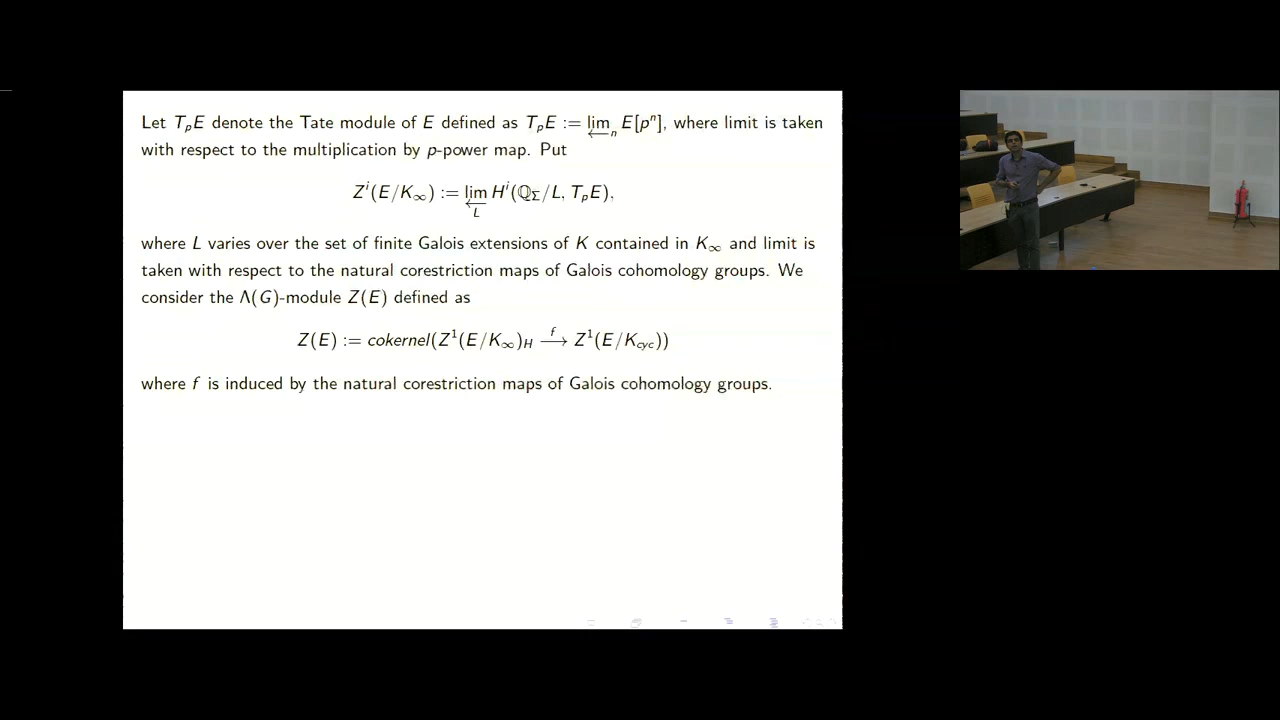 Let T_pE denote the Tate module of E defined as T_pE := lim←_n E[p^n], where limit is taken
with respect to the multiplication by p-power map. Put
Z^i(E/K_∞) := lim←_L H^i(ℚ_Σ/L, T_pE),
where L varies over the set of finite Galois extensions of K contained in K_∞ and limit is
taken with respect to the natural corestriction maps of Galois cohomology groups. We
consider the Λ(G)-module Z(E) defined as
Z(E) := cokernel(Z^1(E/K_∞)_H \xrightarrow{f} Z^1(E/K_cyc))
where f is induced by the natural corestriction maps of Galois cohomology groups.